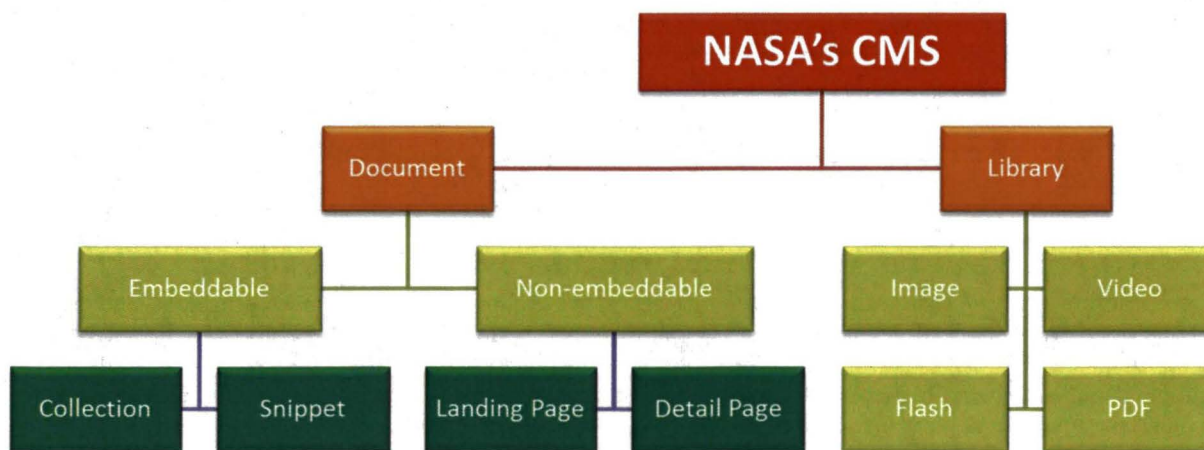 NASA's CMS
Document
Library
Embeddable
Non-embeddable
Image
Video
Collection
Snippet
Landing Page
Detail Page
Flash
PDF